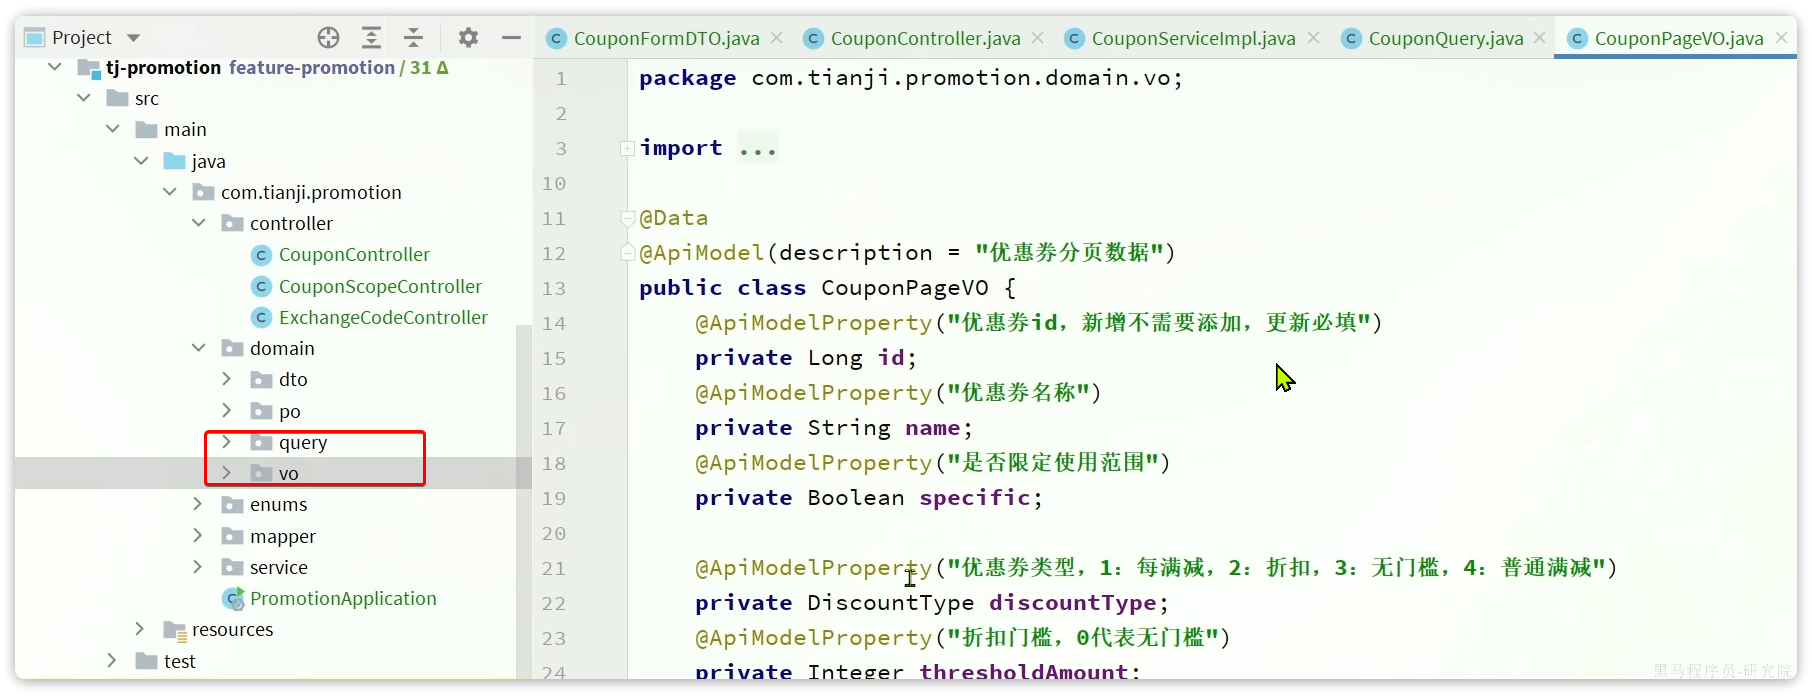 Project
tj-promotion feature-promotion / 31 Δ
src
main
java
com.tianji.promotion
controller
CouponController
CouponScopeController
ExchangeCodeController
domain
dto
po
query
vo
enums
mapper
service
PromotionApplication
resources
test
CouponFormDTO.java
CouponController.java
CouponServiceImpl.java
CouponQuery.java
CouponPageVO.java
1 package com.tianji.promotion.domain.vo;
2
3 import ...
10
11 @Data
12 @ApiModel(description = "优惠券分页数据")
13 public class CouponPageVO {
14 @ApiModelProperty("优惠券id，新增不需要添加，更新必填")
15 private Long id;
16 @ApiModelProperty("优惠券名称")
17 private String name;
18 @ApiModelProperty("是否限定使用范围")
19 private Boolean specific;
20
21 @ApiModelProperty("优惠券类型，1：每满减，2：折扣，3：无门槛，4：普通满减")
22 private DiscountType discountType;
23 @ApiModelProperty("折扣门槛，0代表无门槛")
24 private Integer thresholdAmount;
黑马程序员-研究院